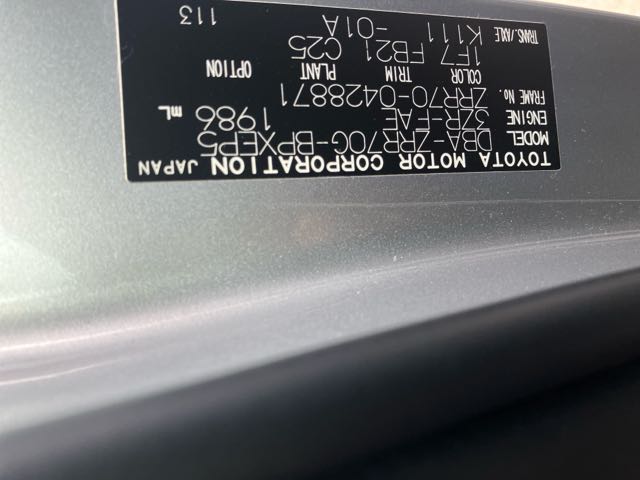 TOYOTA MOTOR CORPORATION JAPAN
MODEL DBA-ZRR70G-BPXEP5
ENGINE 3ZR-FAE 1986 mL
FRAME No. ZRR70-0428871
COLOR TRIM PLANT OPTION
1F7 FB21 C25
TRANS./AXLE K111 -01A 113